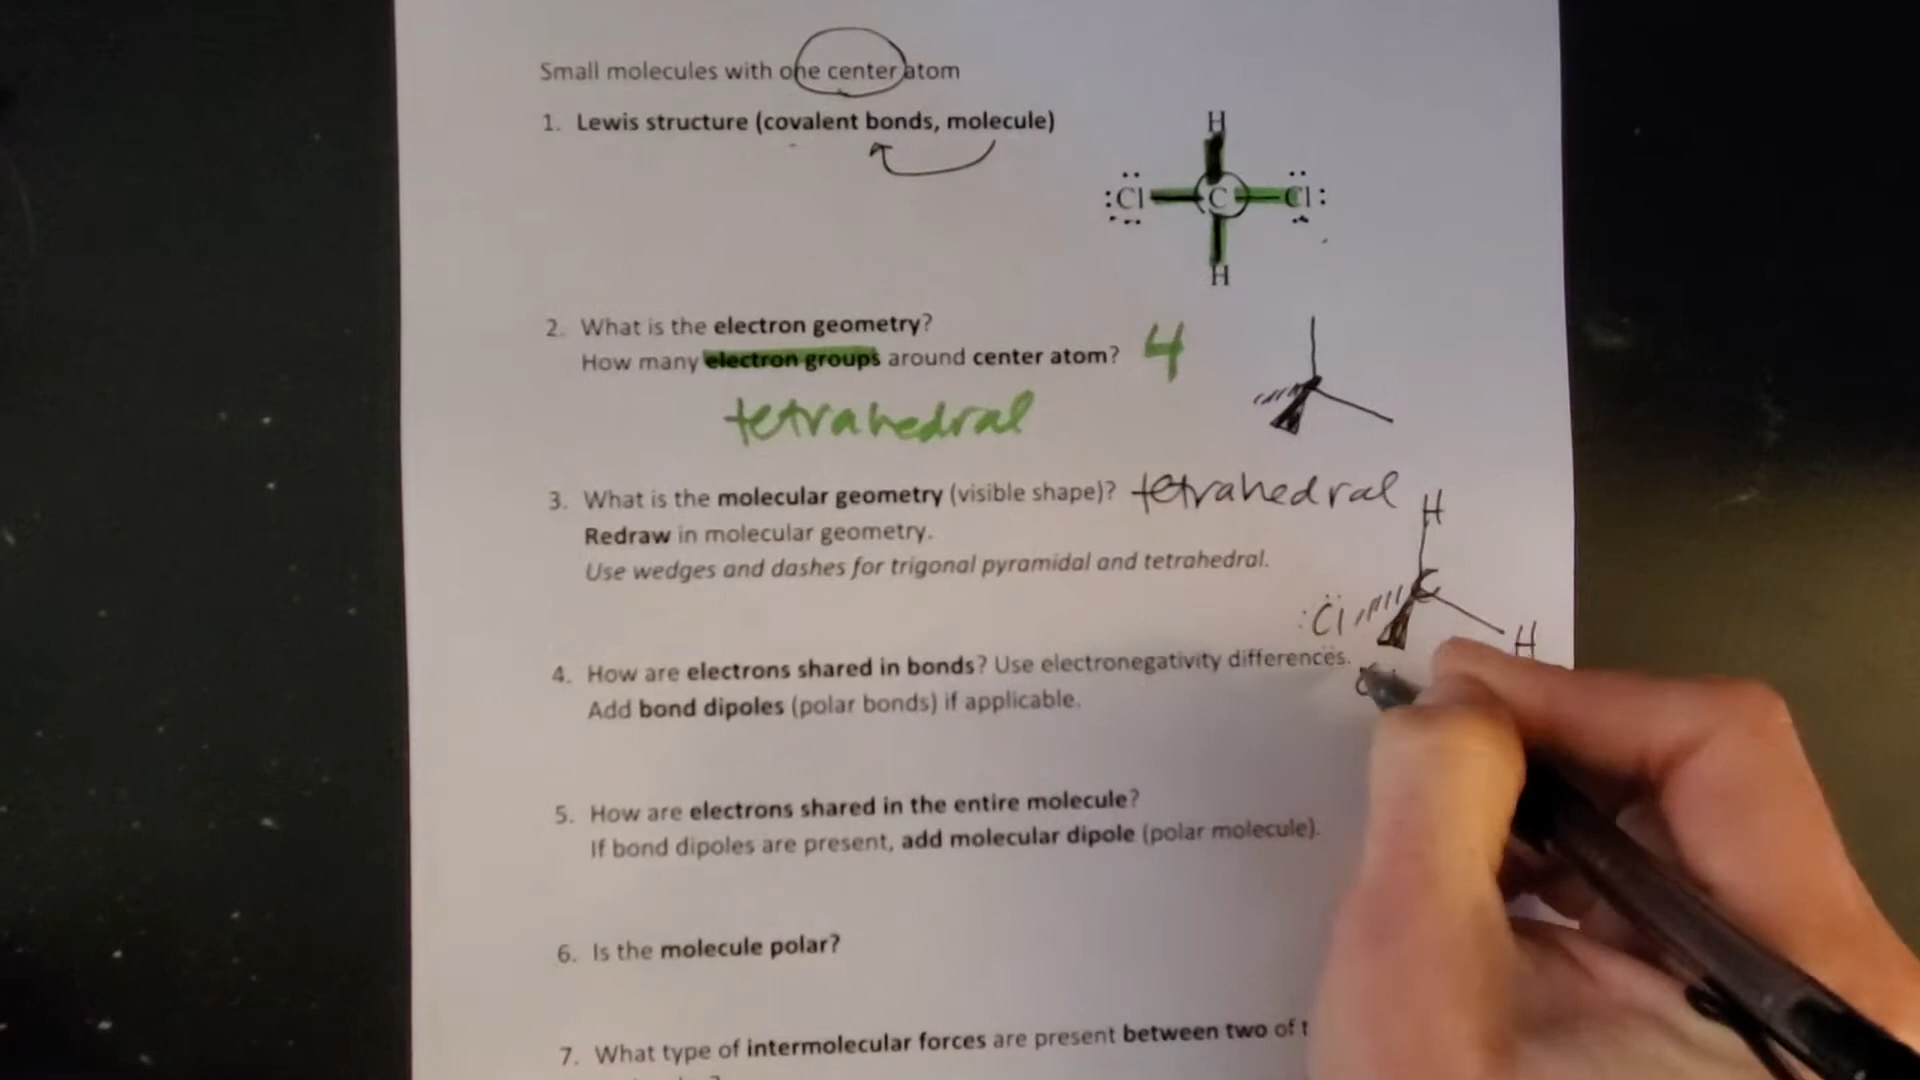 Small molecules with one center atom
1. Lewis structure (covalent bonds, molecule)
H
:Cl C Cl:
H
2. What is the electron geometry?
How many electron groups around center atom? 4
tetrahedral
3. What is the molecular geometry (visible shape)? tetrahedral
Redraw in molecular geometry.
Use wedges and dashes for trigonal pyramidal and tetrahedral.
H
C
:Cl
H
4. How are electrons shared in bonds? Use electronegativity differences.
Add bond dipoles (polar bonds) if applicable.
5. How are electrons shared in the entire molecule?
If bond dipoles are present, add molecular dipole (polar molecule).
6. Is the molecule polar?
7. What type of intermolecular forces are present between two of